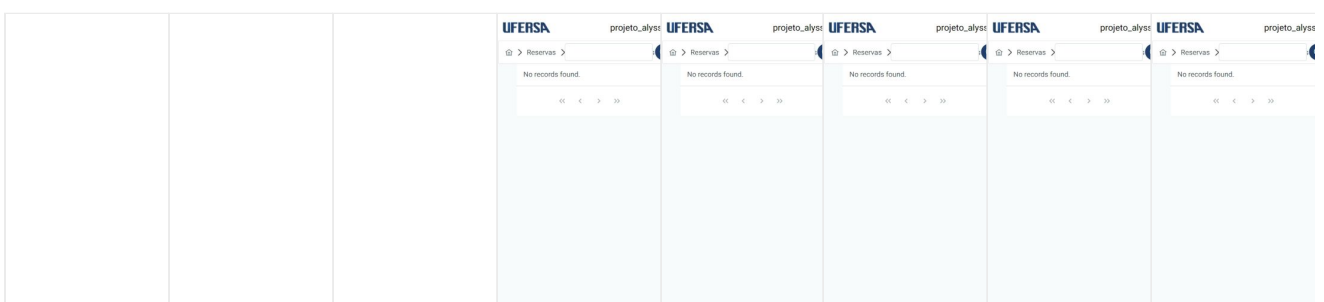 UFERSA projeto_alyss UFERSA projeto_alyss UFERSA projeto_alyss UFERSA projeto_alyss UFERSA projeto_alyss
> Reservas > > Reservas > > Reservas > > Reservas > > Reservas >
No records found. No records found. No records found. No records found. No records found.
« < > » « < > » « < > » « < > » « < > »